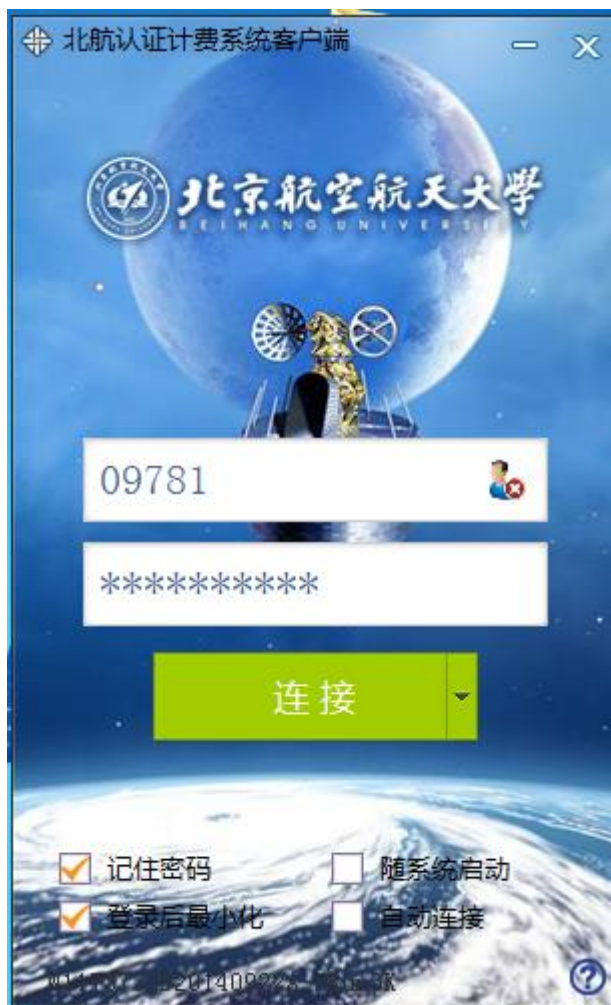 北航认证计费系统客户端
北京航空航天大學
BEIHANG UNIVERSITY
09781
**********
连接
记住密码
随系统启动
登录后最小化
自动连接